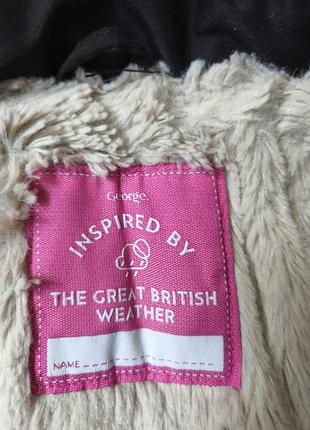 George.
INSPIRED BY
THE GREAT BRITISH
WEATHER
NAME